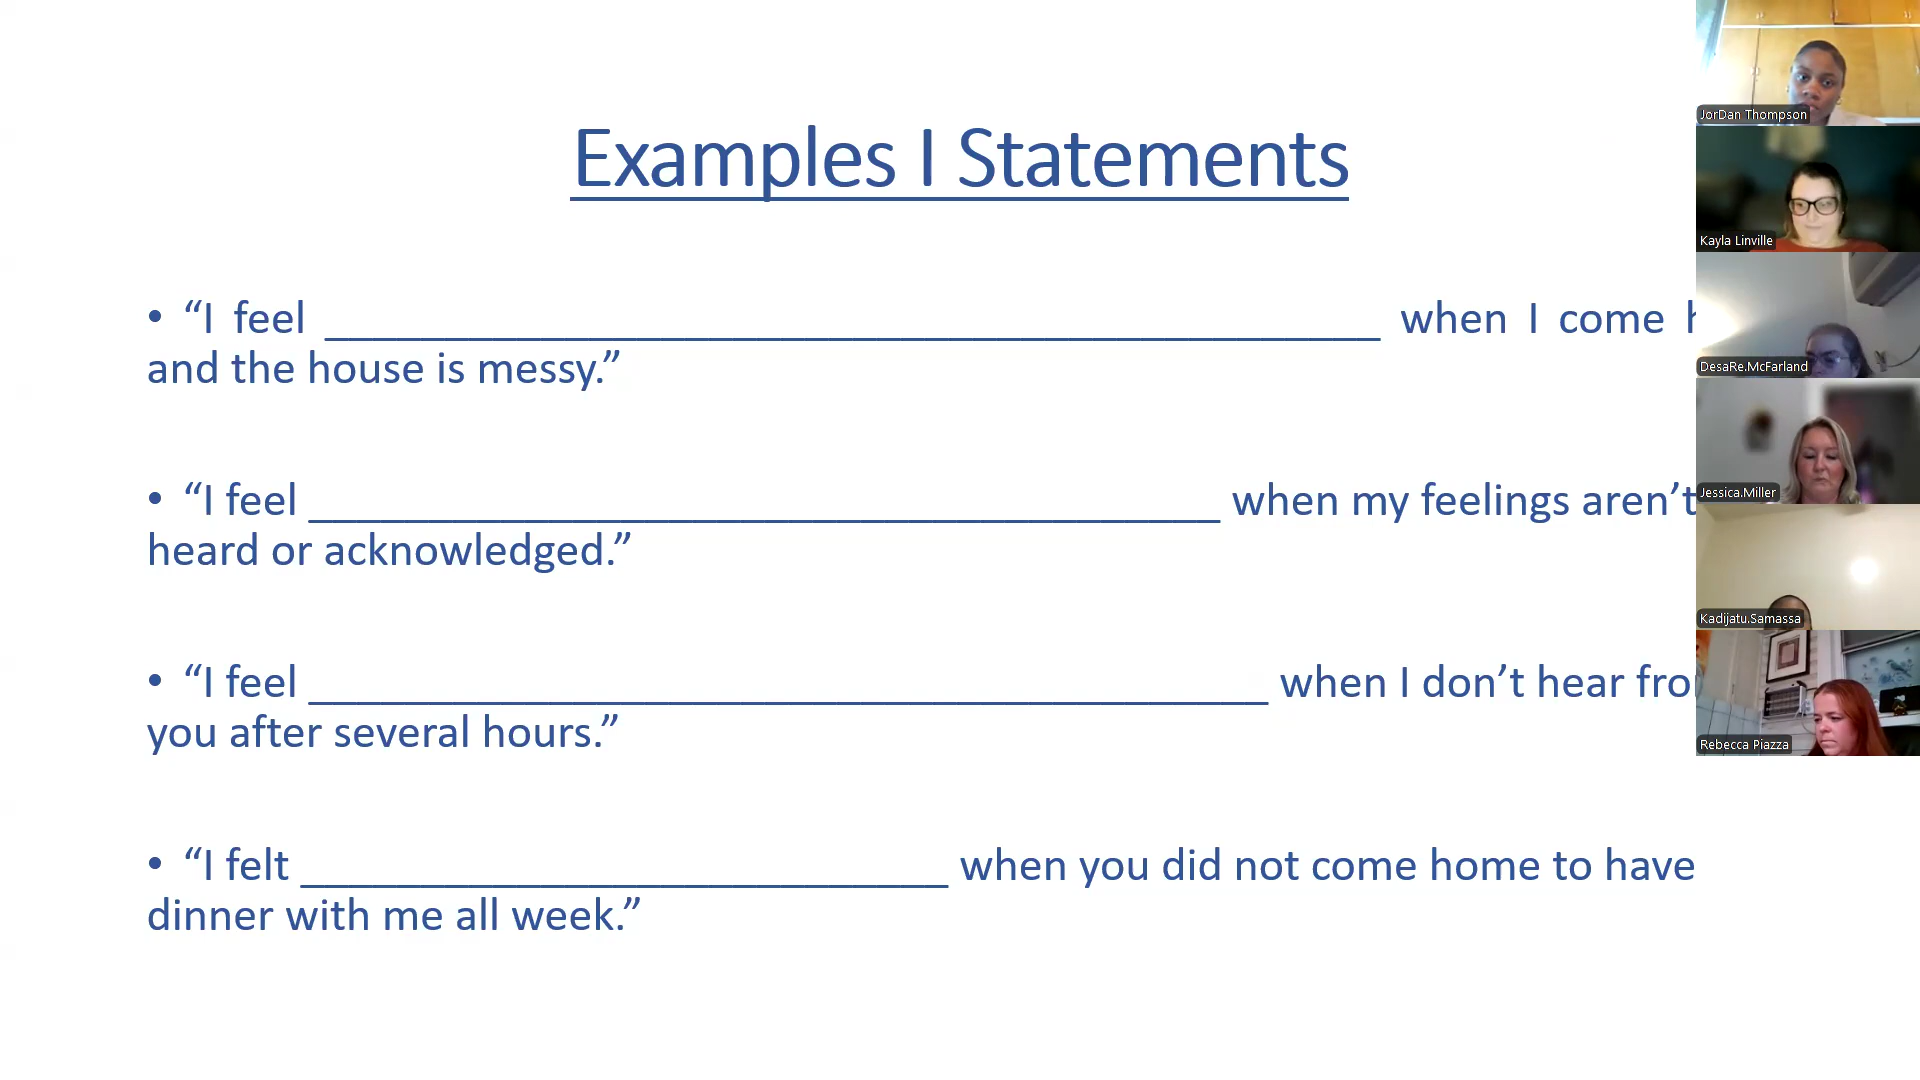 Examples I Statements
• “I feel ____________________________________________ when I come
and the house is messy.”
• “I feel ______________________________________ when my feelings aren’t
heard or acknowledged.”
• “I feel ________________________________________ when I don’t hear fro
you after several hours.”
• “I felt ___________________________ when you did not come home to have
dinner with me all week.”
JorDan Thompson
Kayla Linville
DesaRe.McFarland
Jessica.Miller
Kadijatu.Samassa
Rebecca Piazza